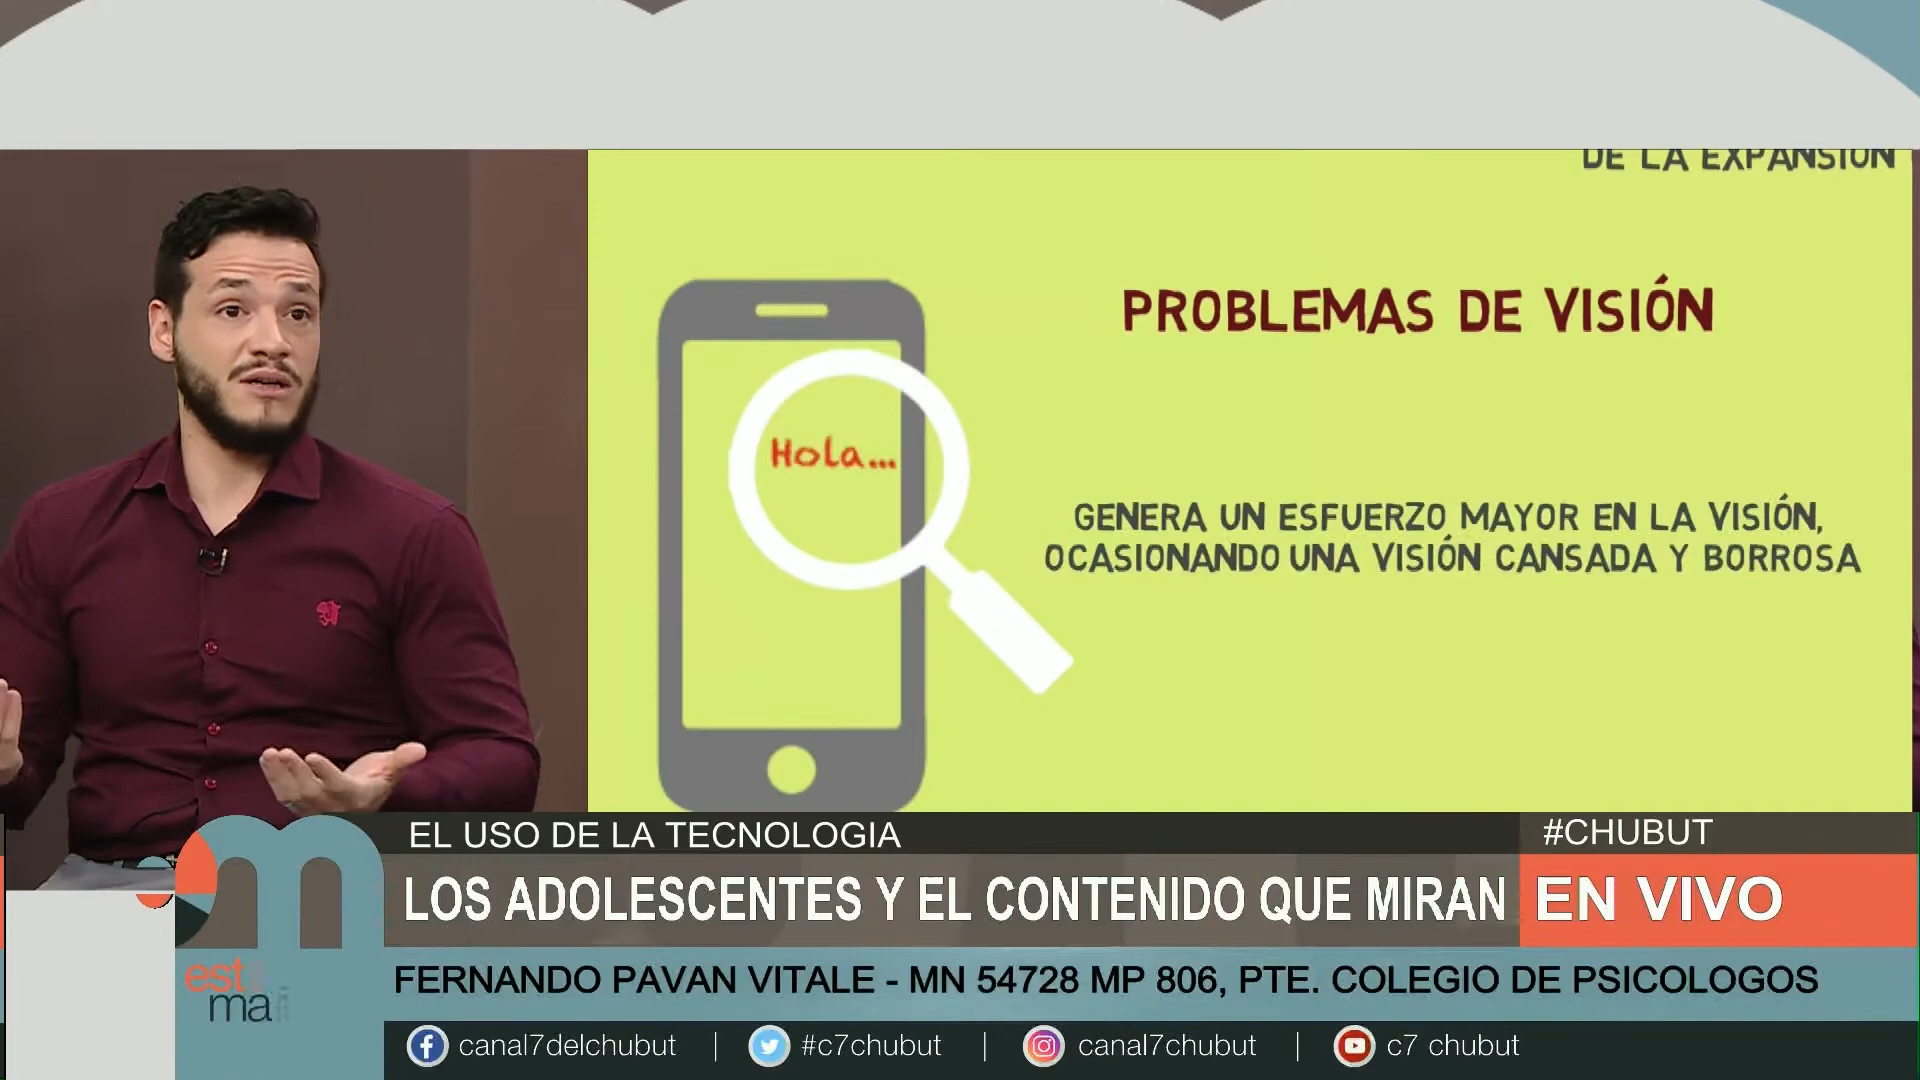 DE LA EXPANSIÓN
PROBLEMAS DE VISIÓN
Hola...
GENERA UN ESFUERZO MAYOR EN LA VISIÓN,
OCASIONANDO UNA VISIÓN CANSADA Y BORROSA
EL USO DE LA TECNOLOGIA
#CHUBUT
LOS ADOLESCENTES Y EL CONTENIDO QUE MIRAN
EN VIVO
est
ma
FERNANDO PAVAN VITALE - MN 54728 MP 806, PTE. COLEGIO DE PSICOLOGOS
canal7delchubut | #c7chubut | canal7chubut | c7 chubut